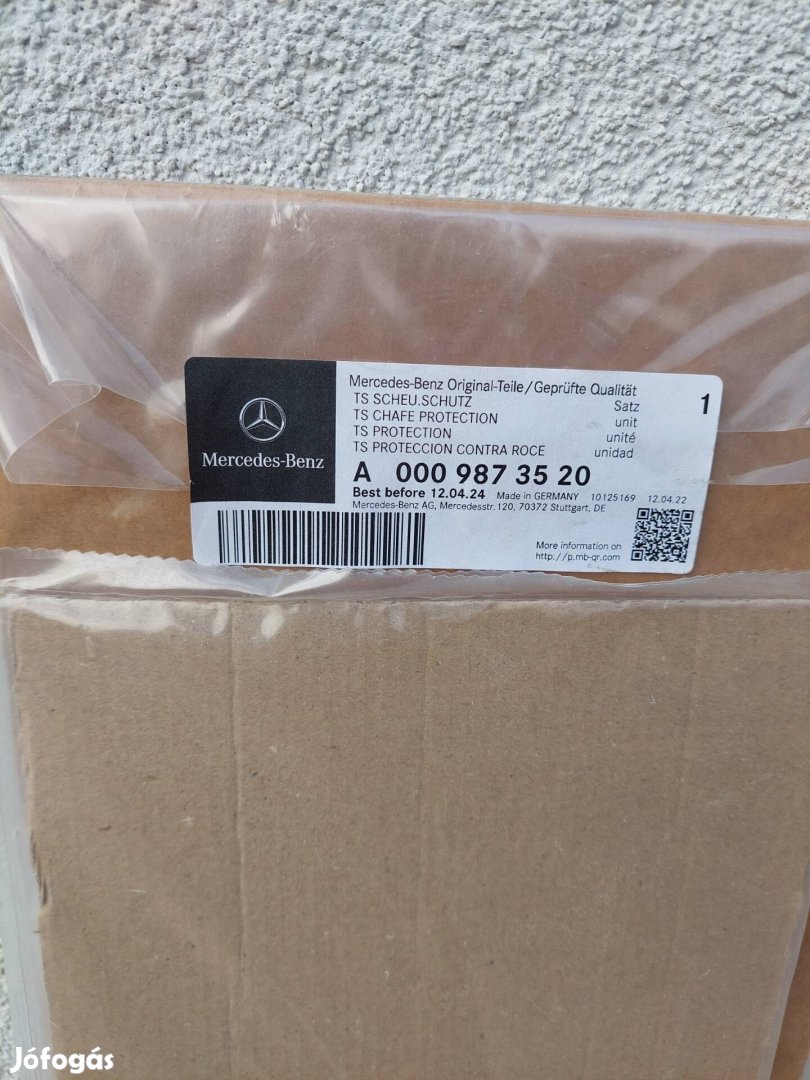 Mercedes-Benz Original-Teile/Geprüfte Qualität
TS SCHEU.SCHUTZ Satz 1
TS CHAFE PROTECTION unit
TS PROTECTION unité
TS PROTECCION CONTRA ROCE unidad
Mercedes-Benz
A 000 987 35 20
Best before 12.04.24 Made in GERMANY 10125169 12.04.22
Mercedes-Benz AG, Mercedesstr.120, 70372 Stuttgart, DE
More information on
http://p.mb-qr.com
Jófogás